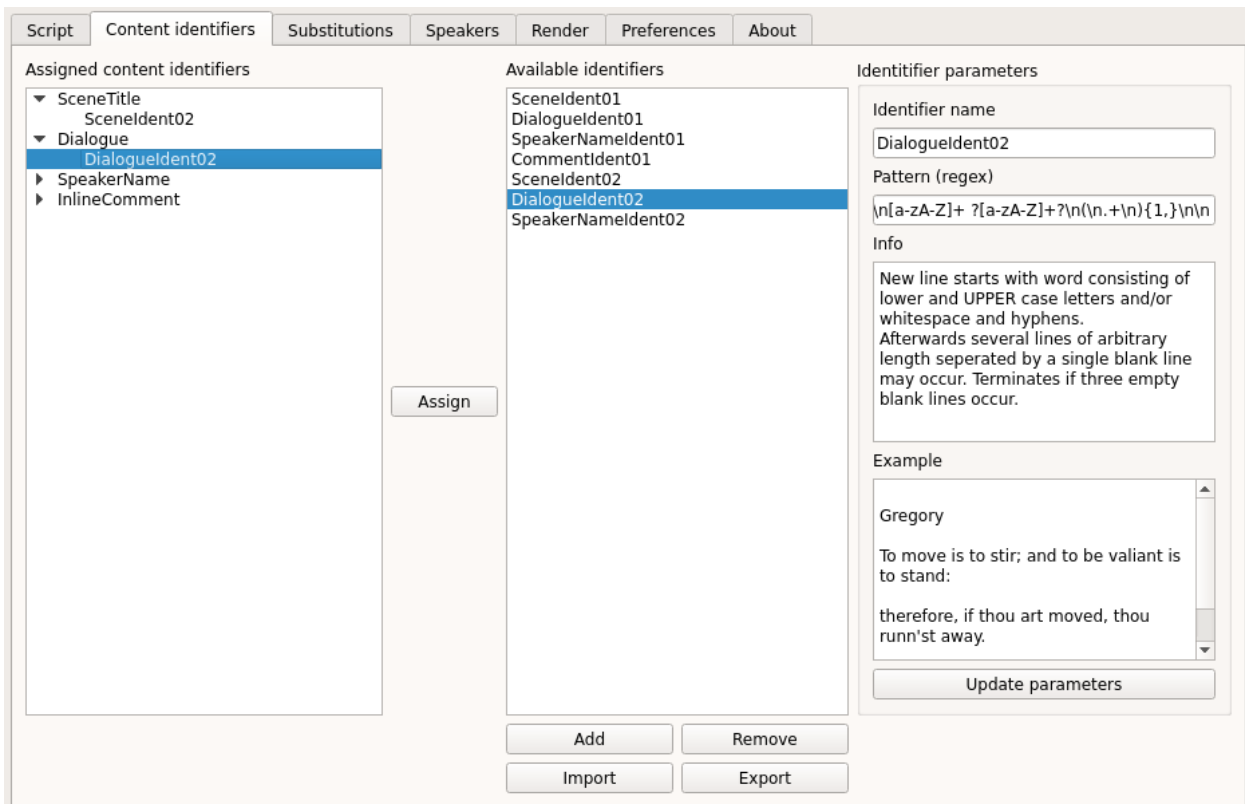 Script Content identifiers Substitutions Speakers Render Preferences About
Assigned content identifiers
SceneTitle
SceneIdent02
Dialogue
DialogueIdent02
SpeakerName
InlineComment
Assign
Available identifiers
SceneIdent01
DialogueIdent01
SpeakerNameIdent01
CommentIdent01
SceneIdent02
DialogueIdent02
SpeakerNameIdent02
Add Remove
Import Export
Identitifier parameters
Identifier name
DialogueIdent02
Pattern (regex)
\n[a-zA-Z]+ ?[a-zA-Z]+?\n(\n.+\n){1,}\n\n
Info
New line starts with word consisting of
lower and UPPER case letters and/or
whitespace and hyphens.
Afterwards several lines of arbitrary
length seperated by a single blank line
may occur. Terminates if three empty
blank lines occur.
Example
Gregory
To move is to stir; and to be valiant is
to stand:
therefore, if thou art moved, thou
runn'st away.
Update parameters